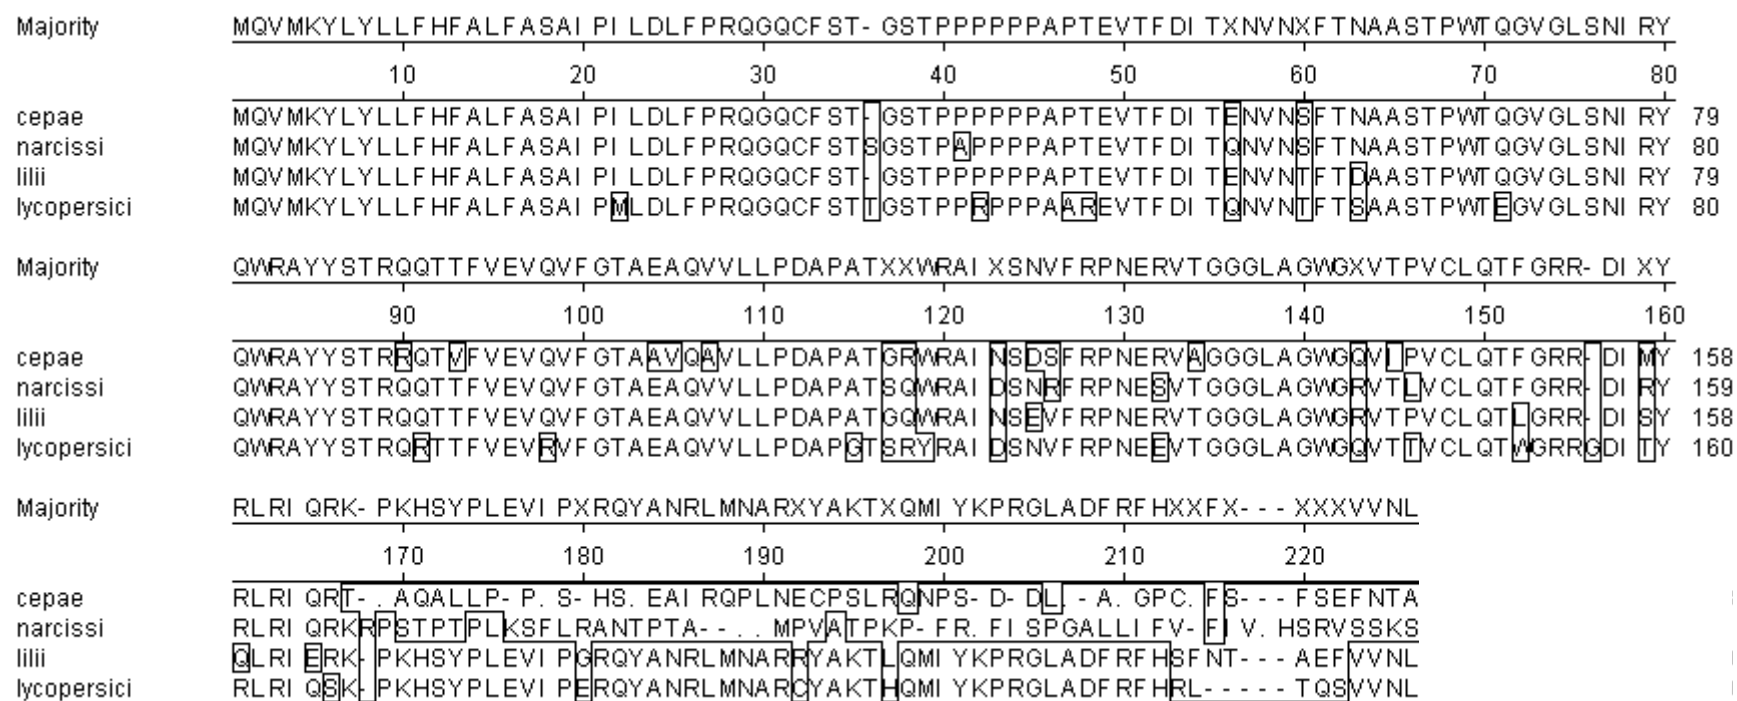 Majority MQVMKYLYLLFHFALFASAIPILDLFPRQGQCFST-GSTPPPPPPAPTEVTFDITXNVNXFTNAASTPWTQGVGLSNIRY
10 20 30 40 50 60 70 80
cepae MQVMKYLYLLFHFALFASAIPILDLFPRQGQCFST-GSTPPPPPPAPTEVTFDITENVNSFTNAASTPWTQGVGLSNIRY 79
narcissi MQVMKYLYLLFHFALFASAIPILDLFPRQGQCFSTSGSTPAPPPPAPTEVTFDITQNVNSFTNAASTPWTQGVGLSNIRY 80
lilii MQVMKYLYLLFHFALFASAIPILDLFPRQGQCFST-GSTPPPPPPAPTEVTFDITENVNTFTDAASTPWTQGVGLSNIRY 79
lycopersici MQVMKYLYLLFHFALFASAIPMLDLFPRQGQCFSTTGSTPPRPPPAAREVTFDITQNVNTFTSAASTPWTEGVGLSNIRY 80
Majority QWRAYYSTRQQTTFVEVQVFGTAEAQVVLLPDAPATXXWRAIXSNVFRPNERVTGGGLAGWGXVTPVCLQTFGRR-DIXY
90 100 110 120 130 140 150 160
cepae QWRAYYSTRRQTVFVEVQVFGTAAVQAVLLPDAPATGRWRAINSDSFRPNERVAGGGLAGWGQVIPVCLQTFGRR-DIMY 158
narcissi QWRAYYSTRQQTTFVEVQVFGTAEAQVVLLPDAPATSQWRAIDSNRFRPNESVTGGGLAGWGRVTLVCLQTFGRR-DIRY 159
lilii QWRAYYSTRQQTTFVEVQVFGTAEAQVVLLPDAPATGQWRAINSEVFRPNERVTGGGLAGWGRVTPVCLQTLGRR-DISY 158
lycopersici QWRAYYSTRQRTTFVEVRVFGTAEAQVVLLPDAPGTSRYRAIDSNVFRPNEEVTGGGLAGWGQVTTVCLQTWGRRGDITY 160
Majority RLRIQRK-PKHSYPLEVIPXRQYANRLMNARXYAKTXQMIYKPRGLADFRFHXXFX---XXXVVNL
170 180 190 200 210 220
cepae RLRIQRT-.AQALLP-P.S-HS.EAIRQPLNECPSLRQNPS-D-DL.-A.GPC.FS---FSEFNTA
narcissi RLRIQRKRPSTPTPLKSFLRANTPTA--..MPVATPKP-FR.FISPGALLIFV-FIV.HSRVSSKS
lilii QLRIERK-PKHSYPLEVIPGRQYANRLMNARRYAKTLQMIYKPRGLADFRFHSFNT---AEFVVNL
lycopersici RLRIQSK-PKHSYPLEVIPERQYANRLMNARCYAKTHQMIYKPRGLADFRFHRL-----TQSVVNL